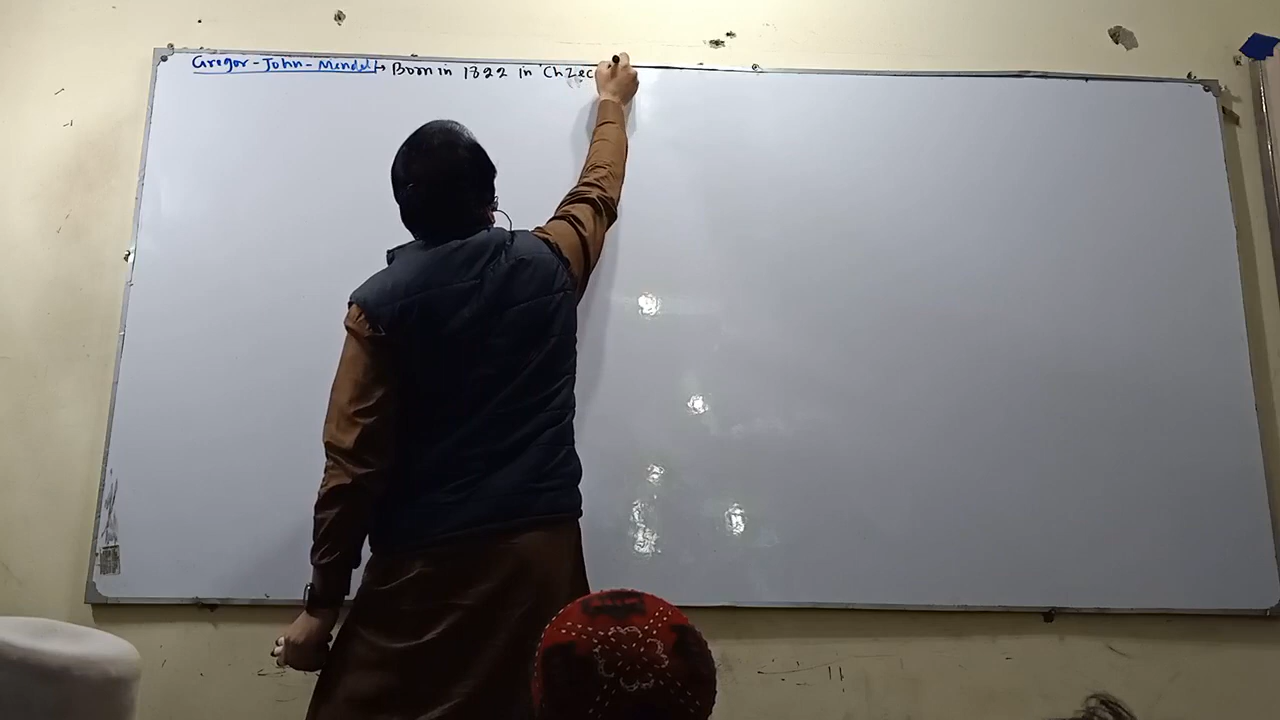 Gregor-John-Mendel → Born in 1822 in Chzec